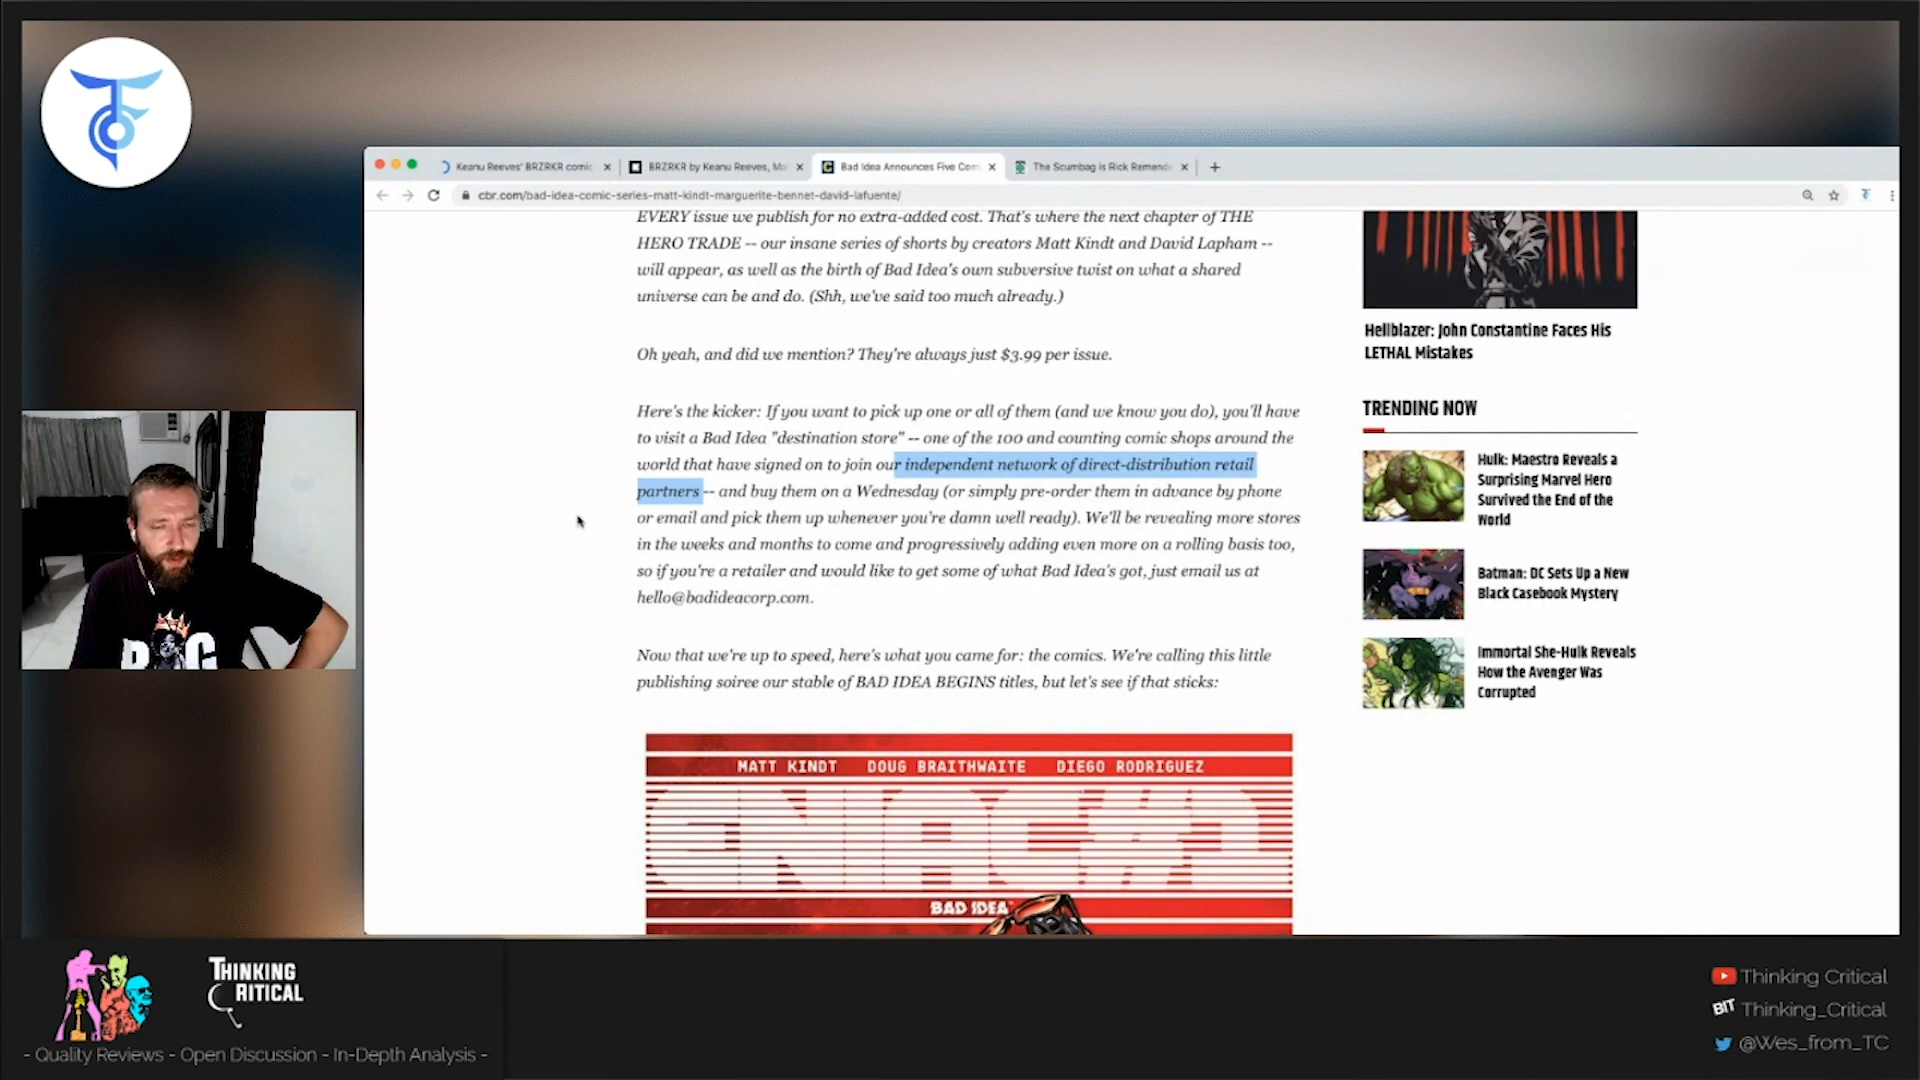 Keanu Reeves' BRZRKR comic
BRZRKR by Keanu Reeves, Ma
Bad Idea Announces Five Com
The Scumbag is Rick Remende
cbr.com/bad-idea-comic-series-matt-kindt-marguerite-bennet-david-lafuente/
EVERY issue we publish for no extra-added cost. That's where the next chapter of THE
HERO TRADE -- our insane series of shorts by creators Matt Kindt and David Lapham --
will appear, as well as the birth of Bad Idea's own subversive twist on what a shared
universe can be and do. (Shh, we've said too much already.)
Oh yeah, and did we mention? They're always just $3.99 per issue.
Here's the kicker: If you want to pick up one or all of them (and we know you do), you'll have
to visit a Bad Idea "destination store" -- one of the 100 and counting comic shops around the
world that have signed on to join our independent network of direct-distribution retail
partners -- and buy them on a Wednesday (or simply pre-order them in advance by phone
or email and pick them up whenever you're damn well ready). We'll be revealing more stores
in the weeks and months to come and progressively adding even more on a rolling basis too,
so if you're a retailer and would like to get some of what Bad Idea's got, just email us at
hello@badideacorp.com.
Now that we're up to speed, here's what you came for: the comics. We're calling this little
publishing soiree our stable of BAD IDEA BEGINS titles, but let's see if that sticks:
MATT KINDT DOUG BRAITHWAITE DIEGO RODRIGUEZ
BAD IDEA
Hellblazer: John Constantine Faces His
LETHAL Mistakes
TRENDING NOW
Hulk: Maestro Reveals a
Surprising Marvel Hero
Survived the End of the
World
Batman: DC Sets Up a New
Black Casebook Mystery
Immortal She-Hulk Reveals
How the Avenger Was
Corrupted
THINKING
CRITICAL
- Quality Reviews - Open Discussion - In-Depth Analysis -
Thinking Critical
BIT Thinking_Critical
@Wes_from_TC